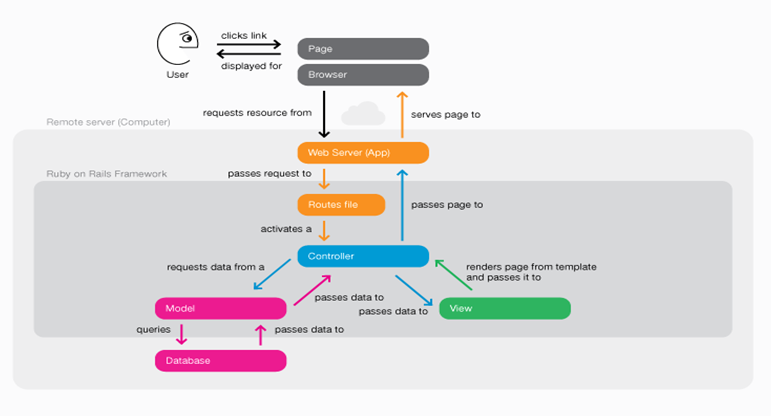 clicks link
Page
displayed for
User
Browser
requests resource from
serves page to
Remote server (Computer)
Web Server (App)
passes request to
Ruby on Rails Framework
Routes file
passes page to
activates a
Controller
requests data from a
renders page from template
and passes it to
passes data to
passes data to
Model
View
queries
passes data to
Database